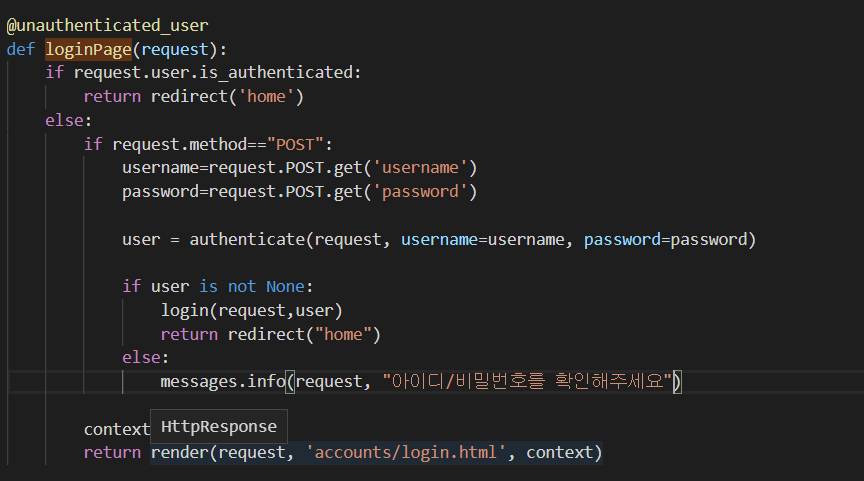 @unauthenticated_user
def loginPage(request):
    if request.user.is_authenticated:
        return redirect('home')
    else:
        if request.method=="POST":
            username=request.POST.get('username')
            password=request.POST.get('password')

            user = authenticate(request, username=username, password=password)

            if user is not None:
                login(request,user)
                return redirect("home")
            else:
                messages.info(request, "아이디/비밀번호를 확인해주세요")

        context
HttpResponse
        return render(request, 'accounts/login.html', context)